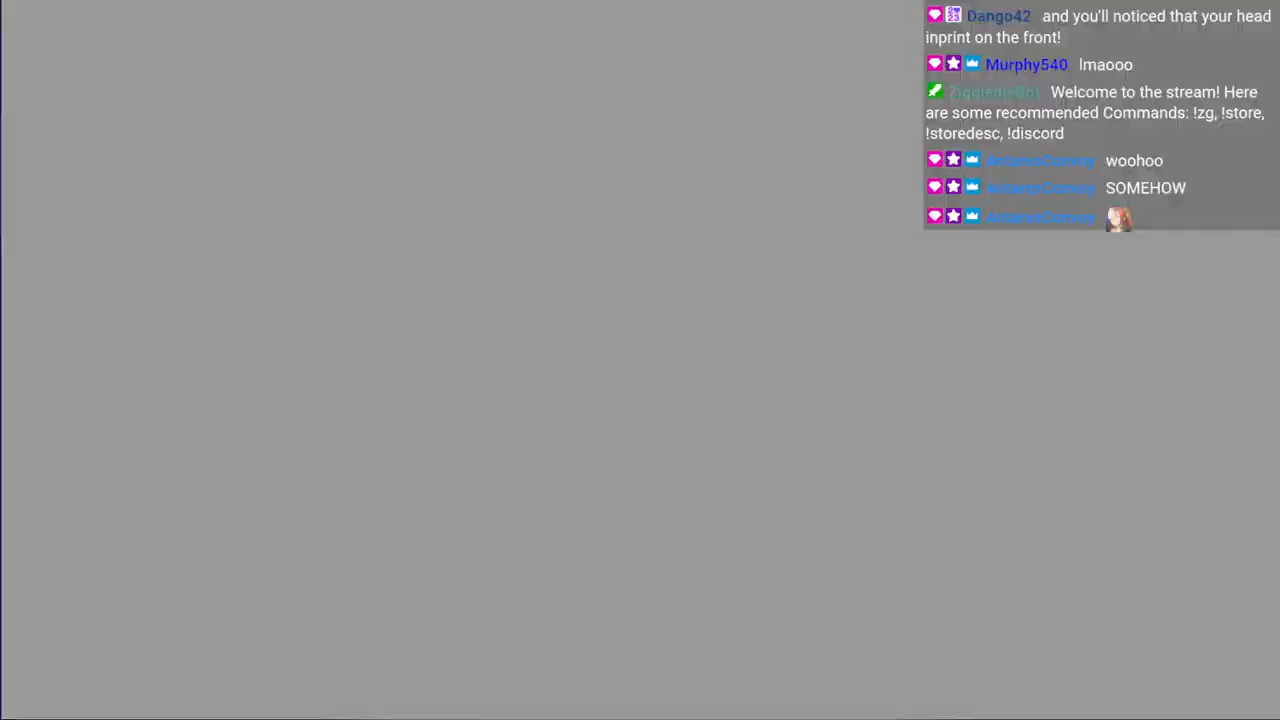 Dango42 and you'll noticed that your head
inprint on the front!
Murphy540 lmaooo
Welcome to the stream! Here
are some recommended Commands: !zg, !store,
!storedesc, !discord
woohoo
SOMEHOW